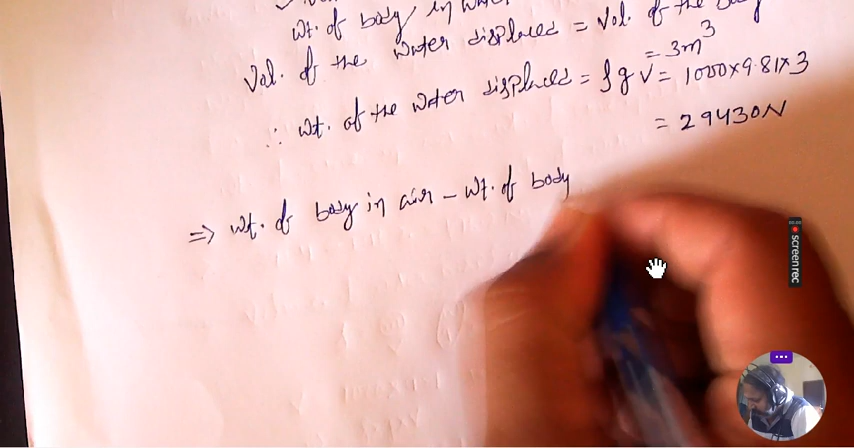 Wt. of body in water
Vol. of the water displaced = Vol. of the body
= 3m³
∴ Wt. of the water displaced = ρ g V = 1000×9.81×3
= 29430N
⇒ Wt. of body in air - Wt. of body
screenrec